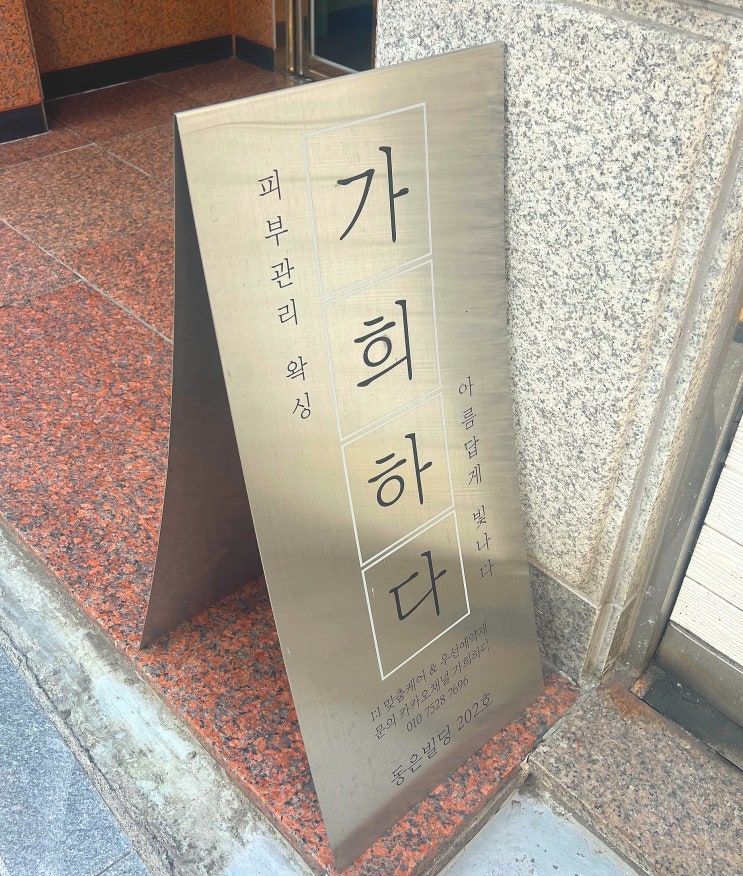 가희하다
피부관리 왁싱
아름답게 빛나다
1:1 맞춤케어 & 우선예약제
문의 카카오채널 가희하다
010 7528 7696
동은빌딩 202호